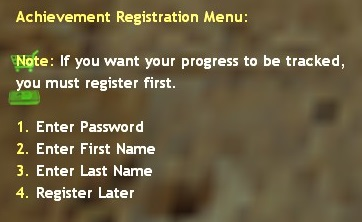 Achievement Registration Menu:
Note: If you want your progress to be tracked,
you must register first.
1. Enter Password
2. Enter First Name
3. Enter Last Name
4. Register Later